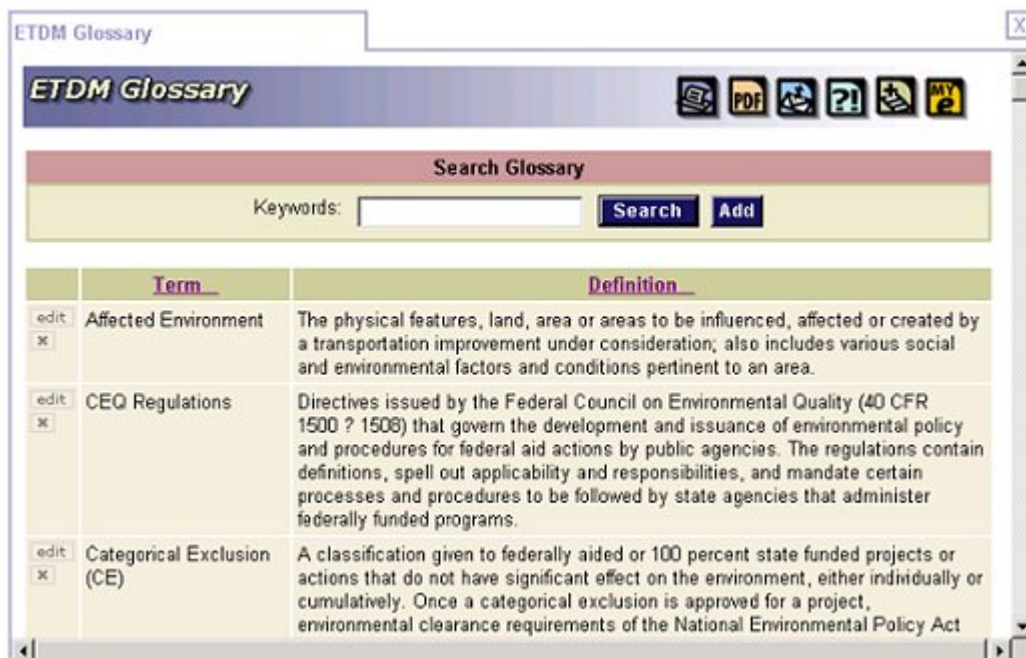 ETDM Glossary
X
ETDM Glossary
PDF
?!
MY e
Search Glossary
Keywords:
Search Add
Term Definition
edit Affected Environment
The physical features, land, area or areas to be influenced, affected or created by
a transportation improvement under consideration; also includes various social
and environmental factors and conditions pertinent to an area.
edit CEQ Regulations
Directives issued by the Federal Council on Environmental Quality (40 CFR
1500 ? 1508) that govern the development and issuance of environmental policy
and procedures for federal aid actions by public agencies. The regulations contain
definitions, spell out applicability and responsibilities, and mandate certain
processes and procedures to be followed by state agencies that administer
federally funded programs.
edit Categorical Exclusion
(CE)
A classification given to federally aided or 100 percent state funded projects or
actions that do not have significant effect on the environment, either individually or
cumulatively. Once a categorical exclusion is approved for a project,
environmental clearance requirements of the National Environmental Policy Act